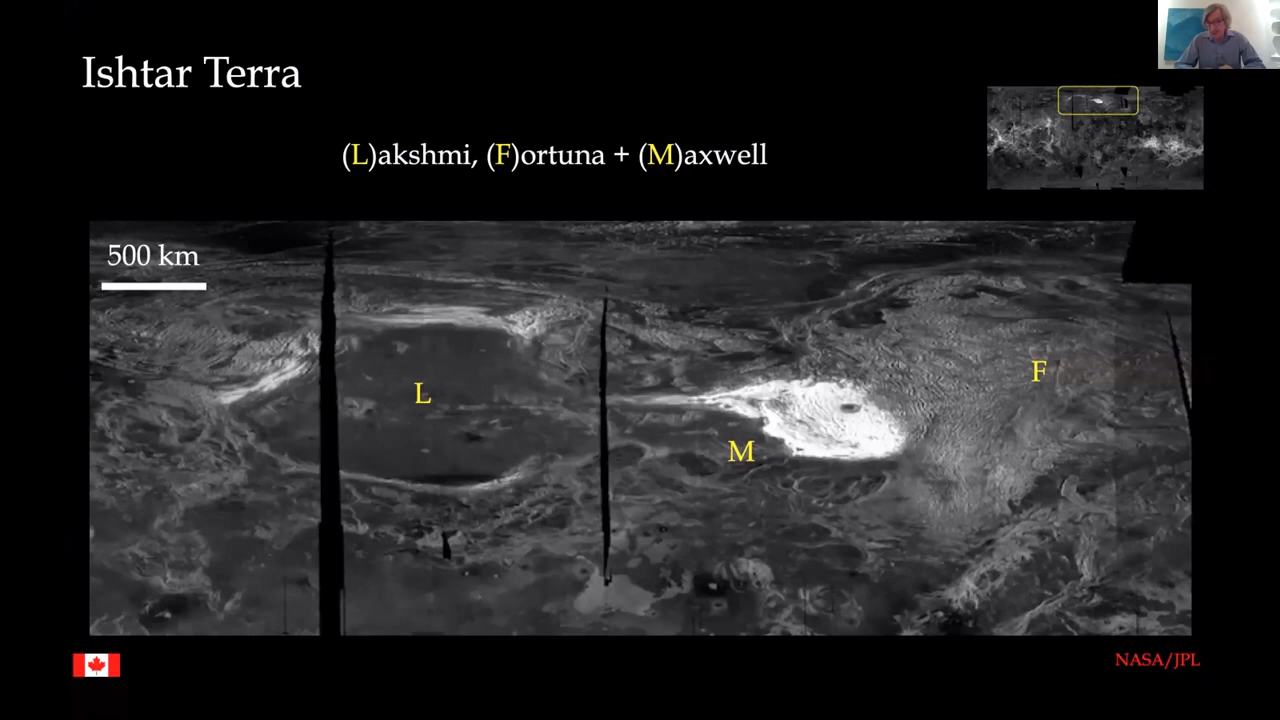 Ishtar Terra
(L)akshmi, (F)ortuna + (M)axwell
500 km
F
L
M
NASA/JPL